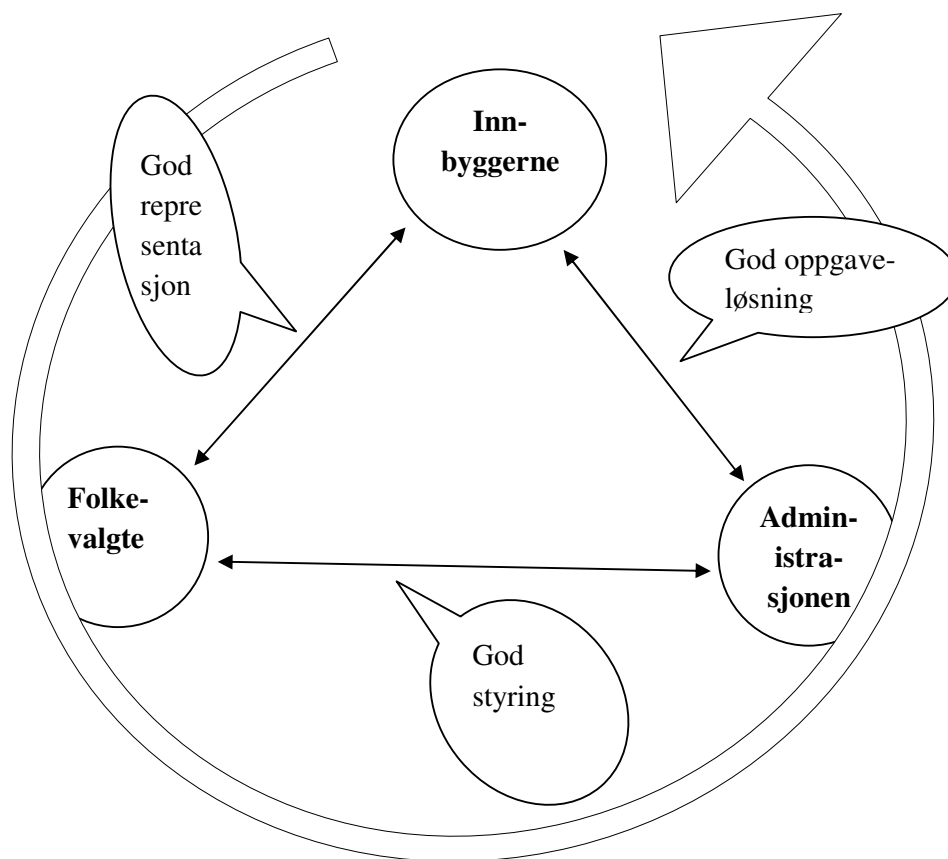 Inn-
byggerne
God
repre
senta
sjon
God oppgave-
løsning
Folke-
valgte
Admin-
istra-
sjonen
God
styring